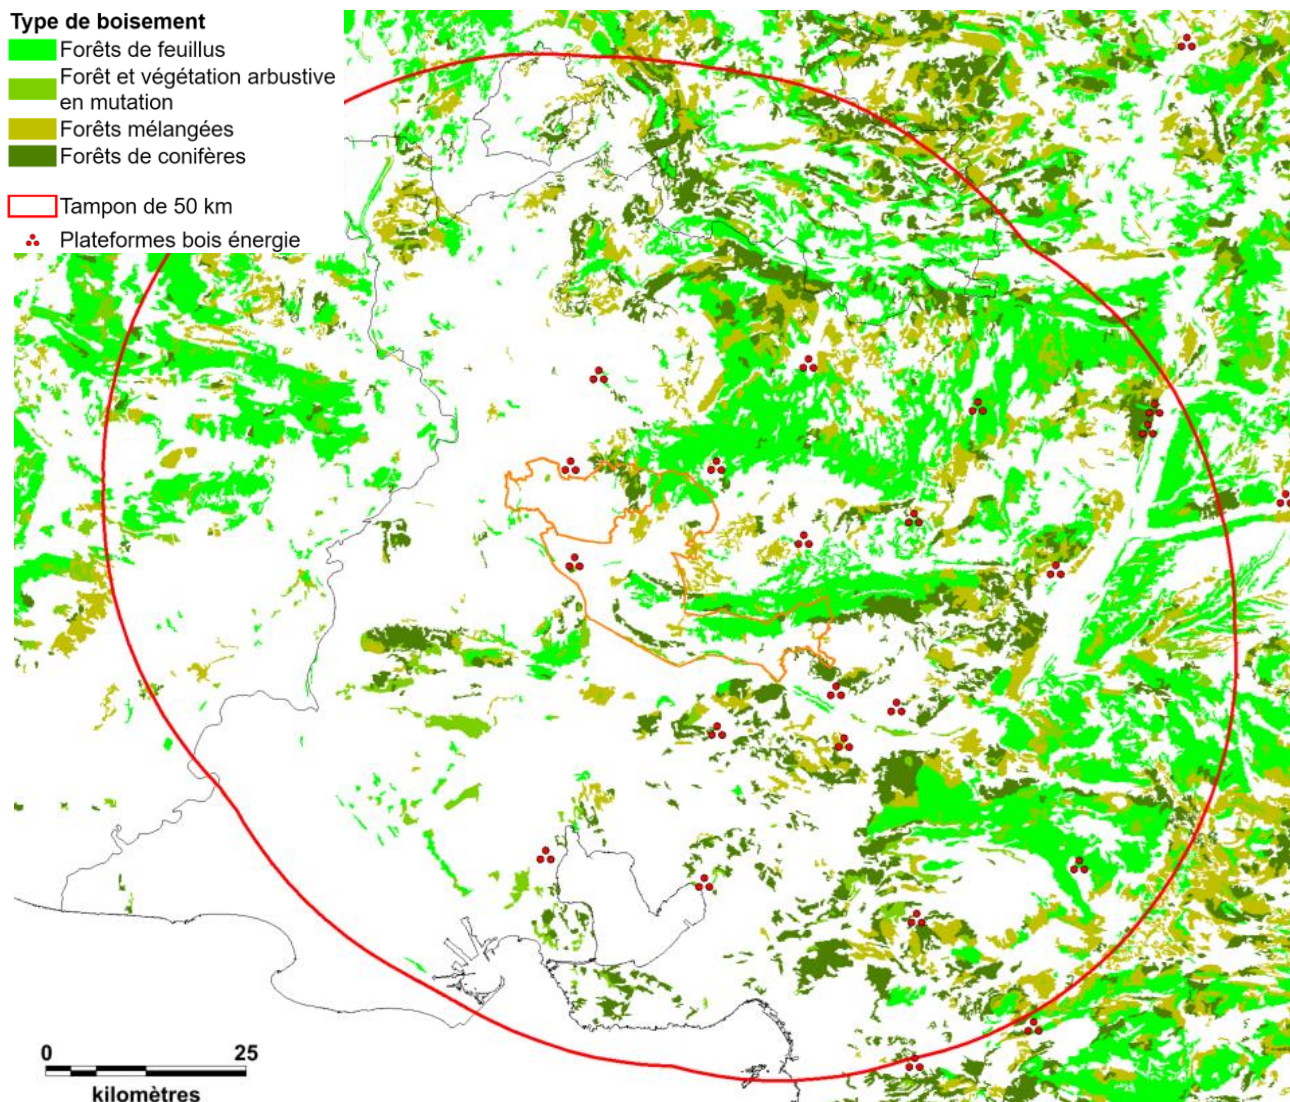 Type de boisement
Forêts de feuillus
Forêt et végétation arbustive
en mutation
Forêts mélangées
Forêts de conifères
Tampon de 50 km
Plateformes bois énergie
0 25
kilomètres